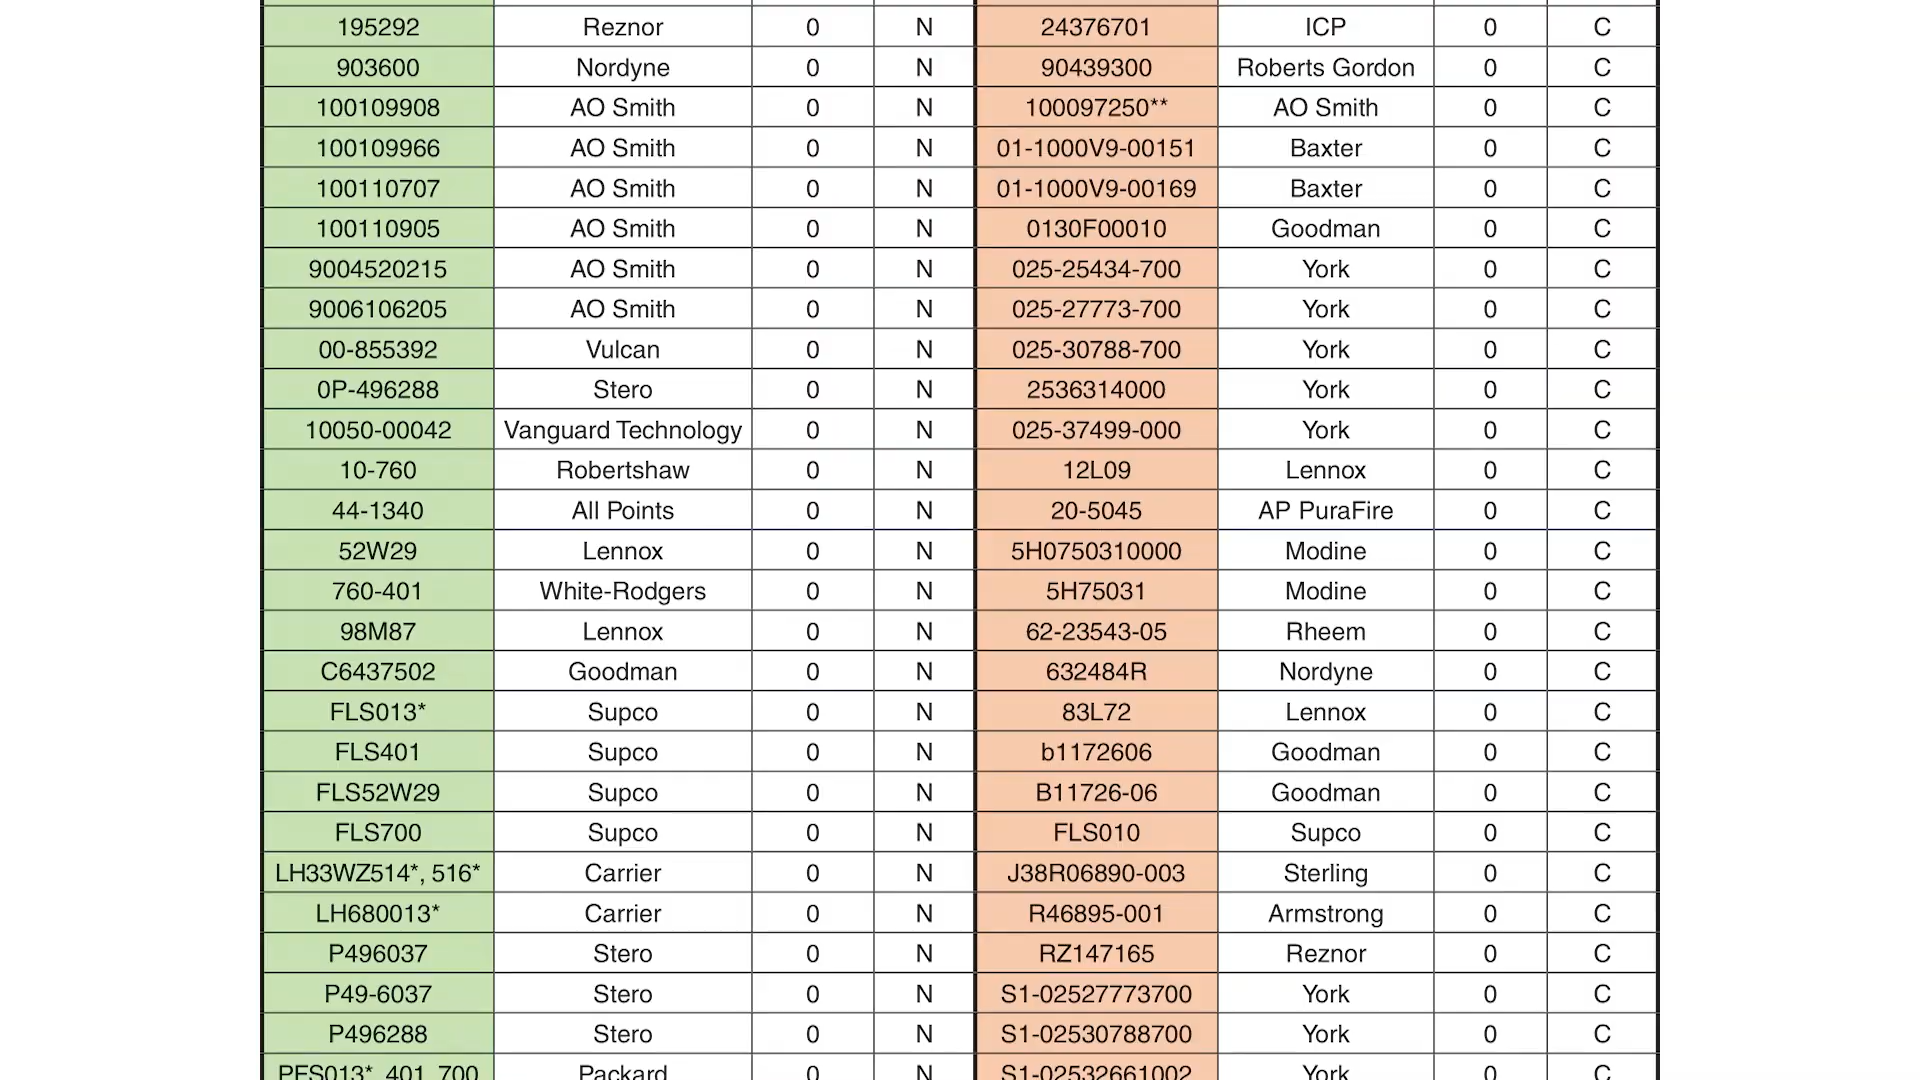 195292 Reznor 0 N 24376701 ICP 0 C
903600 Nordyne 0 N 90439300 Roberts Gordon 0 C
100109908 AO Smith 0 N 100097250** AO Smith 0 C
100109966 AO Smith 0 N 01-1000V9-00151 Baxter 0 C
100110707 AO Smith 0 N 01-1000V9-00169 Baxter 0 C
100110905 AO Smith 0 N 0130F00010 Goodman 0 C
9004520215 AO Smith 0 N 025-25434-700 York 0 C
9006106205 AO Smith 0 N 025-27773-700 York 0 C
00-855392 Vulcan 0 N 025-30788-700 York 0 C
0P-496288 Stero 0 N 2536314000 York 0 C
10050-00042 Vanguard Technology 0 N 025-37499-000 York 0 C
10-760 Robertshaw 0 N 12L09 Lennox 0 C
44-1340 All Points 0 N 20-5045 AP PuraFire 0 C
52W29 Lennox 0 N 5H0750310000 Modine 0 C
760-401 White-Rodgers 0 N 5H75031 Modine 0 C
98M87 Lennox 0 N 62-23543-05 Rheem 0 C
C6437502 Goodman 0 N 632484R Nordyne 0 C
FLS013* Supco 0 N 83L72 Lennox 0 C
FLS401 Supco 0 N b1172606 Goodman 0 C
FLS52W29 Supco 0 N B11726-06 Goodman 0 C
FLS700 Supco 0 N FLS010 Supco 0 C
LH33WZ514*, 516* Carrier 0 N J38R06890-003 Sterling 0 C
LH680013* Carrier 0 N R46895-001 Armstrong 0 C
P496037 Stero 0 N RZ147165 Reznor 0 C
P49-6037 Stero 0 N S1-02527773700 York 0 C
P496288 Stero 0 N S1-02530788700 York 0 C
PFS013*, 401, 700 Packard 0 N S1-02532661002 York 0 C